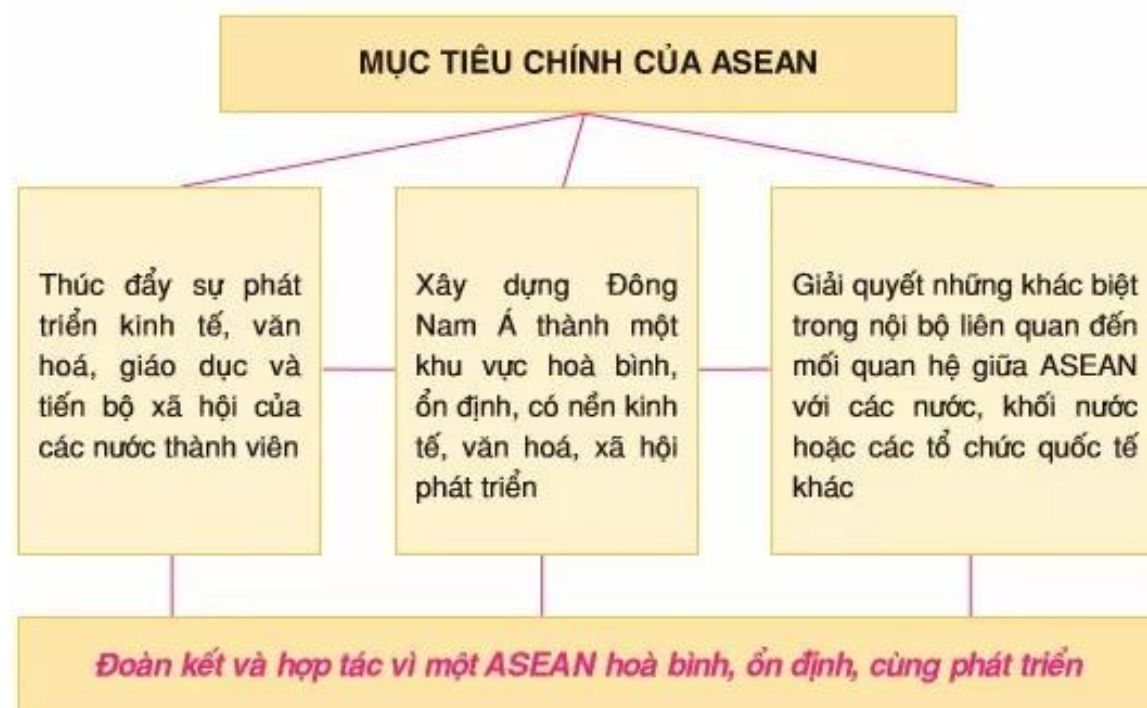 MỤC TIÊU CHÍNH CỦA ASEAN
Thúc đẩy sự phát
triển kinh tế, văn
hoá, giáo dục và
tiến bộ xã hội của
các nước thành viên
Xây dựng Đông
Nam Á thành một
khu vực hoà bình,
ổn định, có nền kinh
tế, văn hoá, xã hội
phát triển
Giải quyết những khác biệt
trong nội bộ liên quan đến
mối quan hệ giữa ASEAN
với các nước, khối nước
hoặc các tổ chức quốc tế
khác
Đoàn kết và hợp tác vì một ASEAN hoà bình, ổn định, cùng phát triển